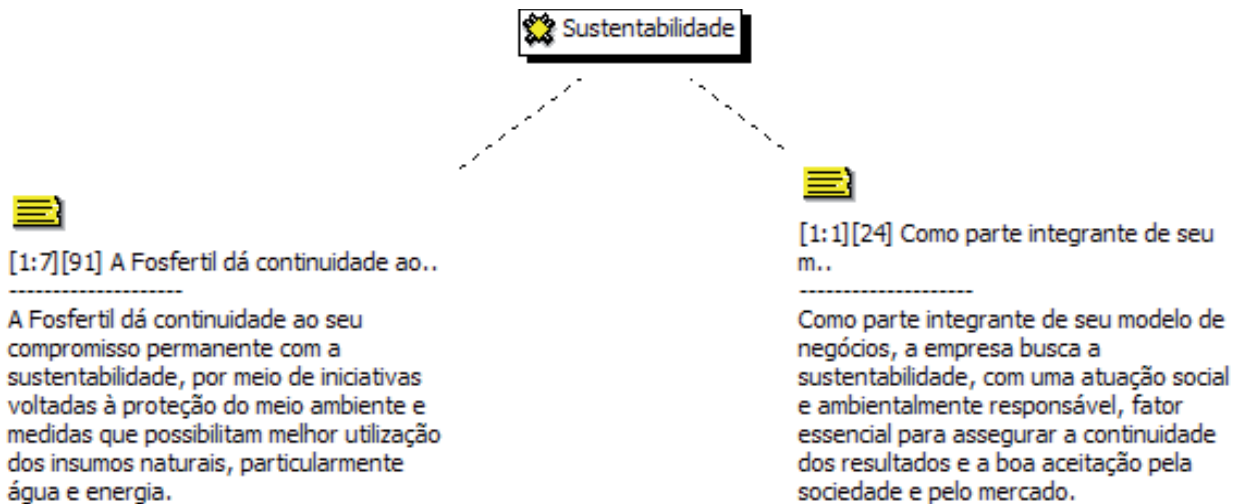 Sustentabilidade
[1:7][91] A Fosfertil dá continuidade ao..
--------------------
A Fosfertil dá continuidade ao seu
compromisso permanente com a
sustentabilidade, por meio de iniciativas
voltadas à proteção do meio ambiente e
medidas que possibilitam melhor utilização
dos insumos naturais, particularmente
água e energia.
[1:1][24] Como parte integrante de seu
m..
--------------------
Como parte integrante de seu modelo de
negócios, a empresa busca a
sustentabilidade, com uma atuação social
e ambientalmente responsável, fator
essencial para assegurar a continuidade
dos resultados e a boa aceitação pela
sociedade e pelo mercado.